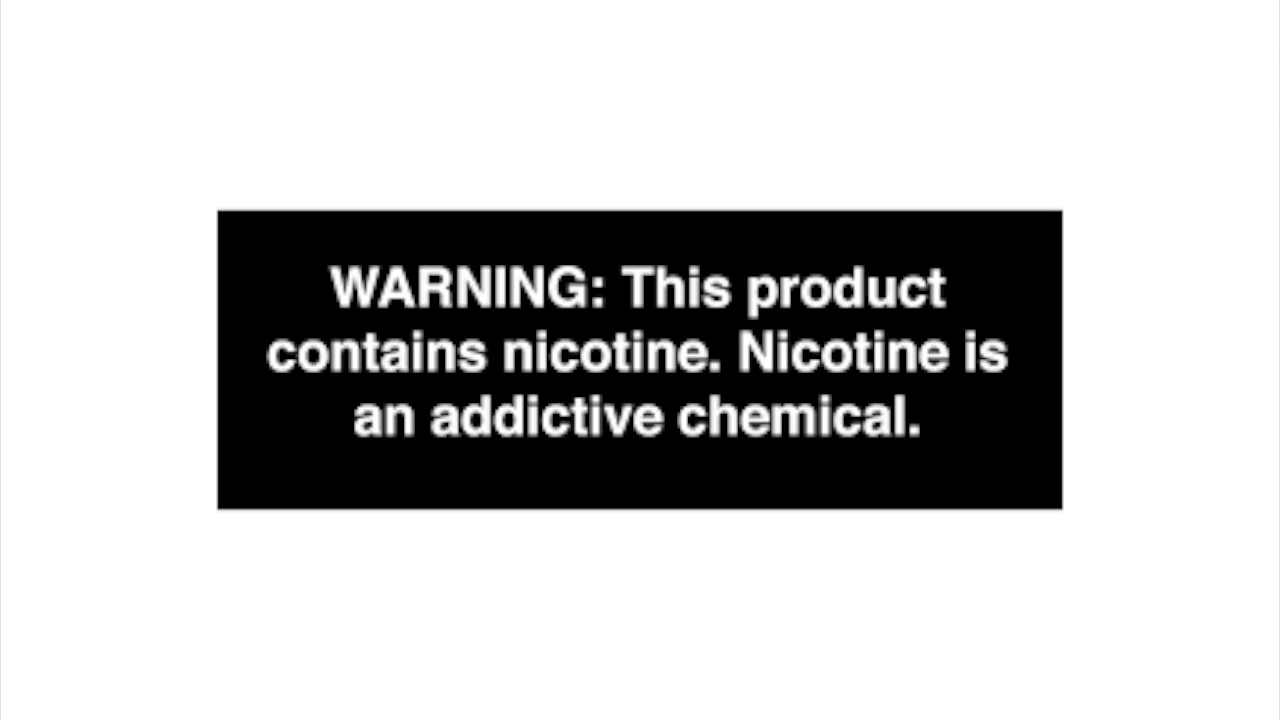 WARNING: This product
contains nicotine. Nicotine is
an addictive chemical.